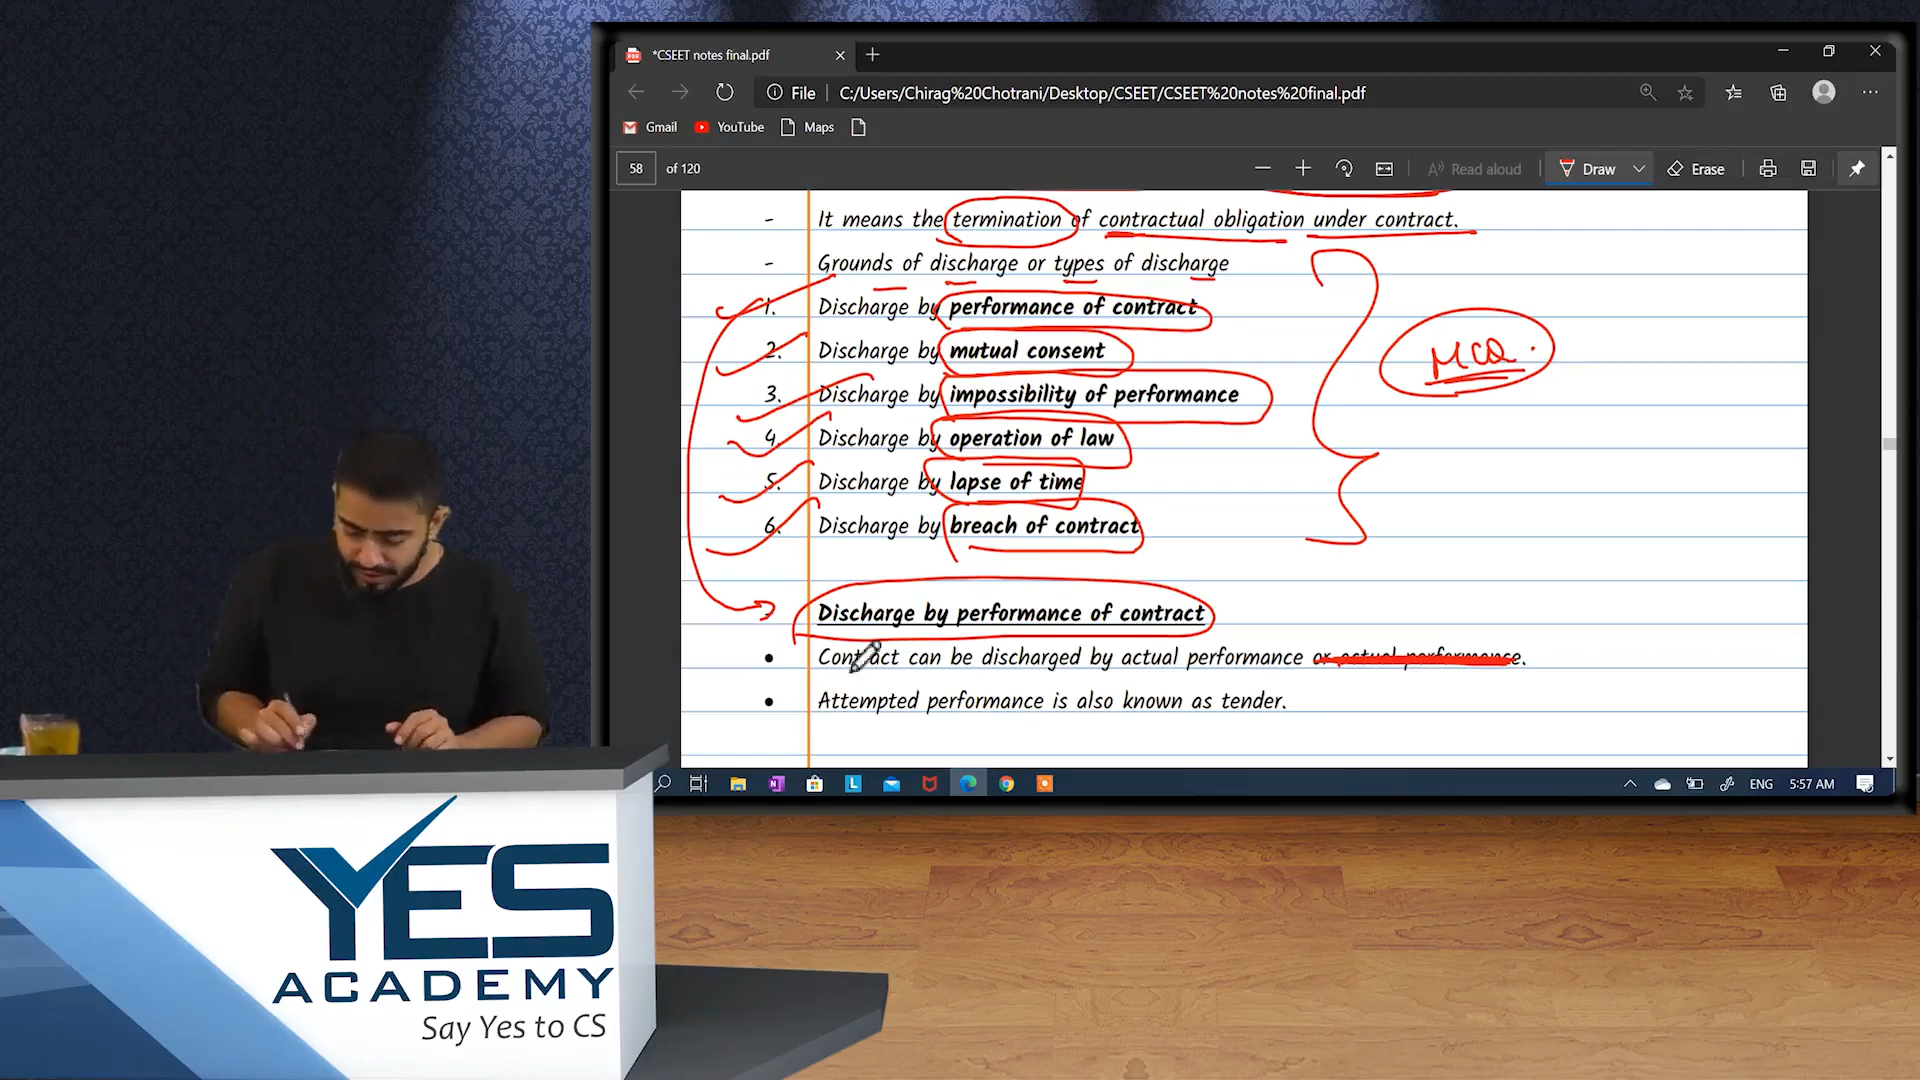 *CSEET notes final.pdf
File C:/Users/Chirag%20Chotrani/Desktop/CSEET/CSEET%20notes%20final.pdf
Gmail YouTube Maps
58 of 120 Read aloud Draw Erase
- It means the termination of contractual obligation under contract.
- Grounds of discharge or types of discharge
1. Discharge by performance of contract
2. Discharge by mutual consent
3. Discharge by impossibility of performance
4. Discharge by operation of law
5. Discharge by lapse of time
6. Discharge by breach of contract
MCQ.
Discharge by performance of contract
• Contract can be discharged by actual performance or actual performance.
• Attempted performance is also known as tender.
ENG 5:57 AM
YES
ACADEMY
Say Yes to CS